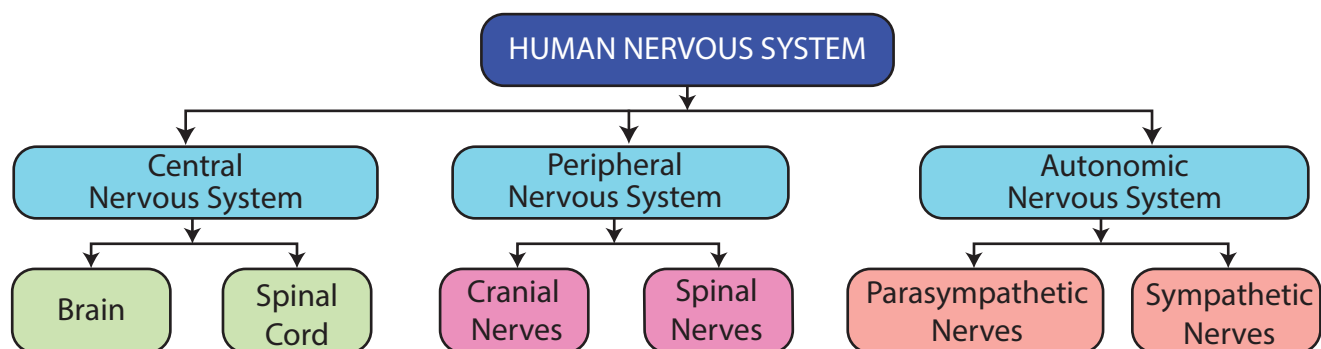 HUMAN NERVOUS SYSTEM
Central
Nervous System
Peripheral
Nervous System
Autonomic
Nervous System
Brain
Spinal
Cord
Cranial
Nerves
Spinal
Nerves
Parasympathetic
Nerves
Sympathetic
Nerves